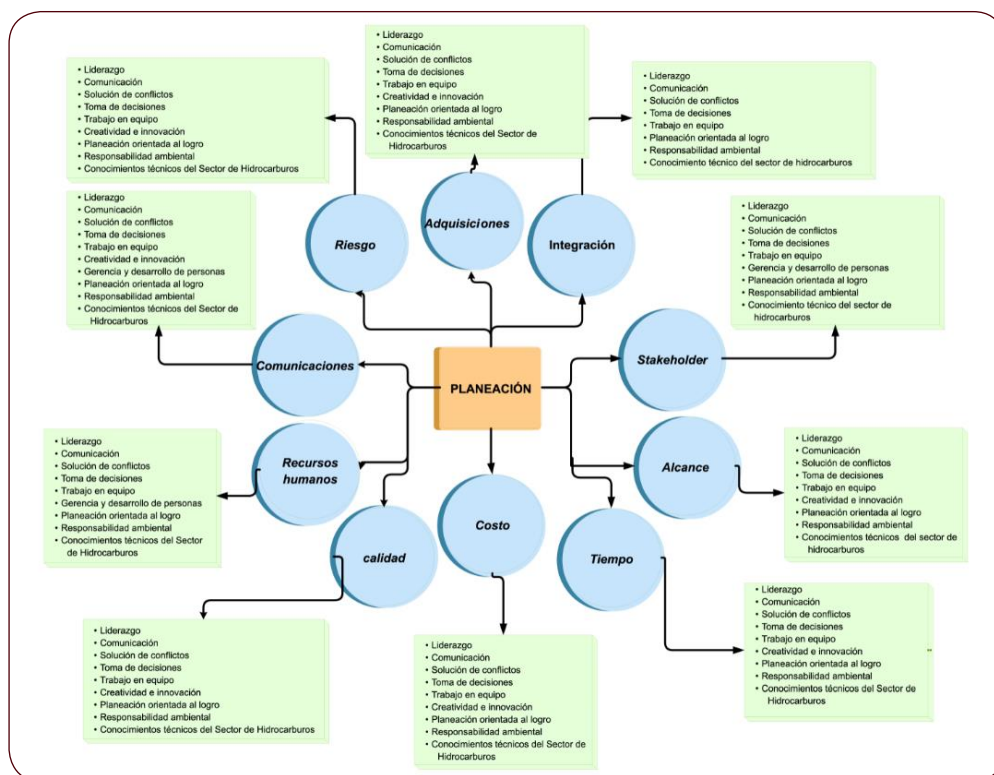 • Liderazgo
• Comunicación
• Solución de conflictos
• Toma de decisiones
• Trabajo en equipo
• Creatividad e innovación
• Planeación orientada al logro
• Responsabilidad ambiental
• Conocimientos técnicos del Sector de Hidrocarburos
• Liderazgo
• Comunicación
• Solución de conflictos
• Toma de decisiones
• Trabajo en equipo
• Creatividad e innovación
• Planeación orientada al logro
• Responsabilidad ambiental
• Conocimientos técnicos del Sector de
Hidrocarburos
• Liderazgo
• Comunicación
• Solución de conflictos
• Toma de decisiones
• Trabajo en equipo
• Planeación orientada al logro
• Responsabilidad ambiental
• Conocimiento técnico del sector de hidrocarburos
Riesgo
Adquisiciones
Integración
• Liderazgo
• Comunicación
• Solución de conflictos
• Toma de decisiones
• Trabajo en equipo
• Creatividad e innovación
• Gerencia y desarrollo de personas
• Planeación orientada al logro
• Responsabilidad ambiental
• Conocimientos técnicos del Sector de
Hidrocarburos
• Liderazgo
• Comunicación
• Solución de conflictos
• Toma de decisiones
• Trabajo en equipo
• Gerencia y desarrollo de personas
• Planeación orientada al logro
• Responsabilidad ambiental
• Conocimiento técnico del sector de
hidrocarburos
Comunicaciones
PLANEACIÓN
Stakeholder
• Liderazgo
• Comunicación
• Solución de conflictos
• Toma de decisiones
• Trabajo en equipo
• Gerencia y desarrollo de personas
• Planeación orientada al logro
• Responsabilidad ambiental
• Conocimientos técnicos del Sector
de Hidrocarburos
Recursos
humanos
Alcance
• Liderazgo
• Comunicación
• Solución de conflictos
• Toma de decisiones
• Trabajo en equipo
• Creatividad e innovación
• Planeación orientada al logro
• Responsabilidad ambiental
• Conocimientos técnicos del sector de
hidrocarburos
calidad
Costo
Tiempo
• Liderazgo
• Comunicación
• Solución de conflictos
• Toma de decisiones
• Trabajo en equipo
• Creatividad e innovación
• Planeación orientada al logro
• Responsabilidad ambiental
• Conocimientos técnicos del Sector de Hidrocarburos
• Liderazgo
• Comunicación
• Solución de conflictos
• Toma de decisiones
• Trabajo en equipo
• Creatividad e innovación
• Planeación orientada al logro
• Responsabilidad ambiental
• Conocimientos técnicos del Sector de
Hidrocarburos
• Liderazgo
• Comunicación
• Solución de conflictos
• Toma de decisiones
• Trabajo en equipo
• Creatividad e innovación
• Planeación orientada al logro
• Responsabilidad ambiental
• Conocimientos técnicos del Sector de
Hidrocarburos